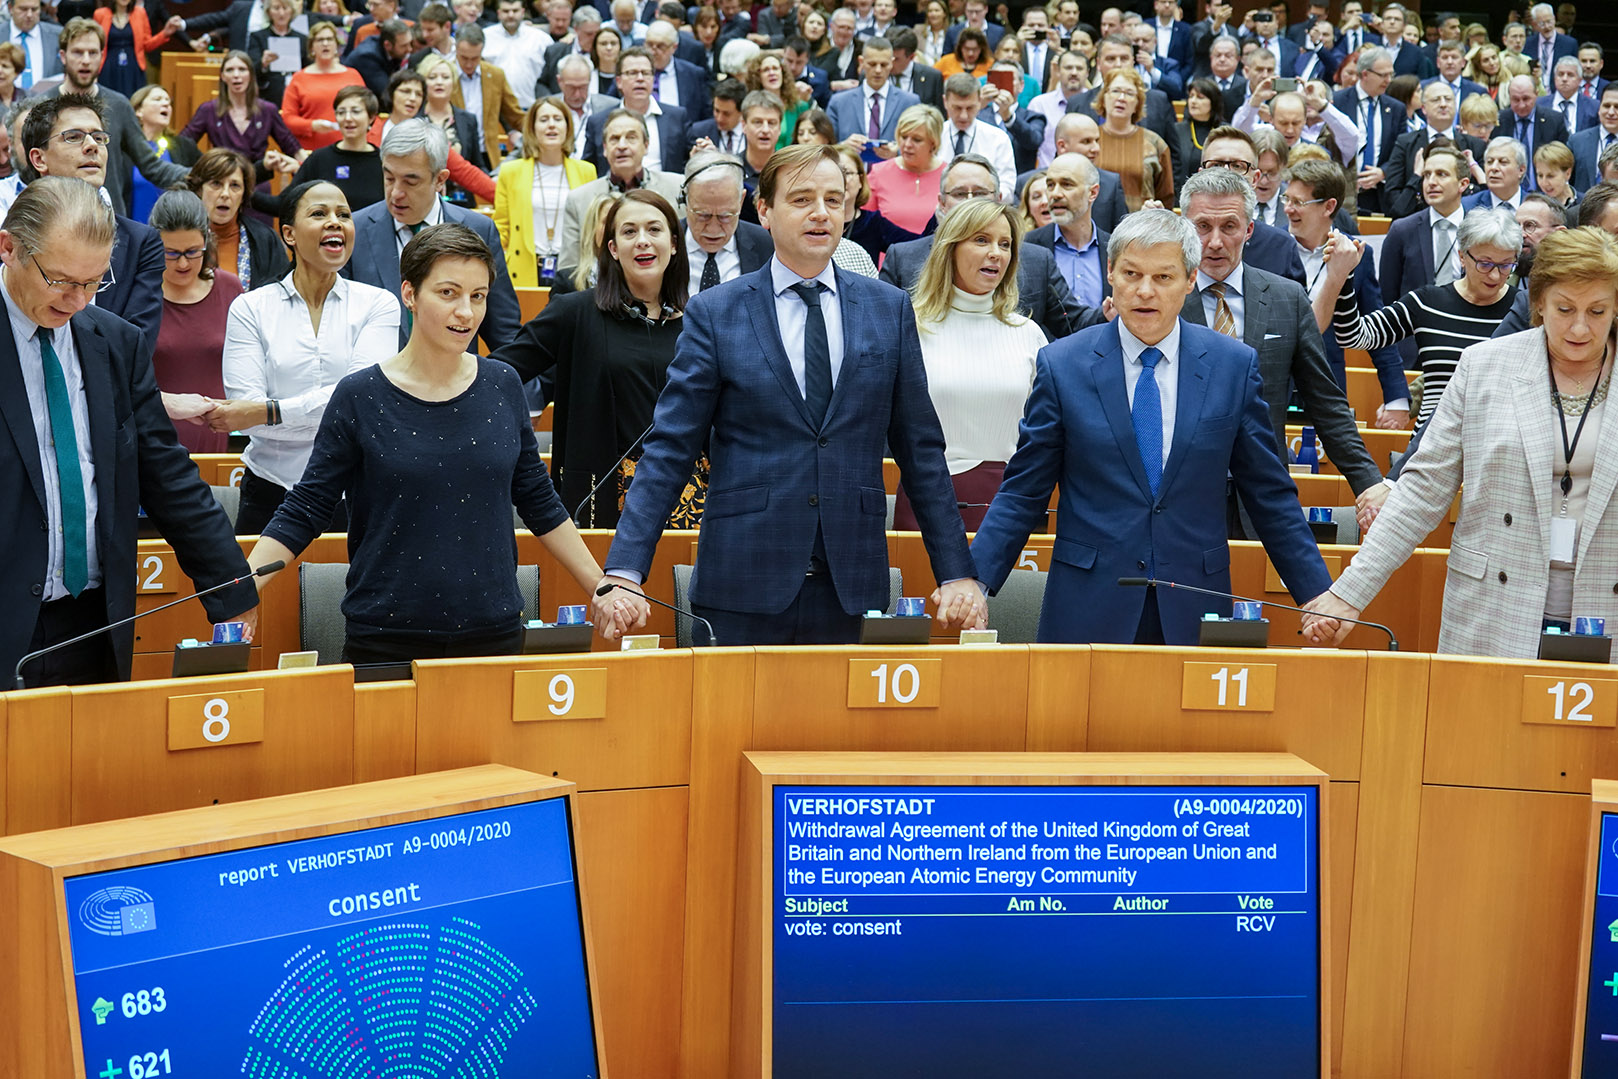 62
5
8
9
10
11
12
report VERHOFSTADT A9-0004/2020
consent
683
+ 621
VERHOFSTADT (A9-0004/2020)
Withdrawal Agreement of the United Kingdom of Great
Britain and Northern Ireland from the European Union and
the European Atomic Energy Community
Subject Am No. Author Vote
vote: consent RCV